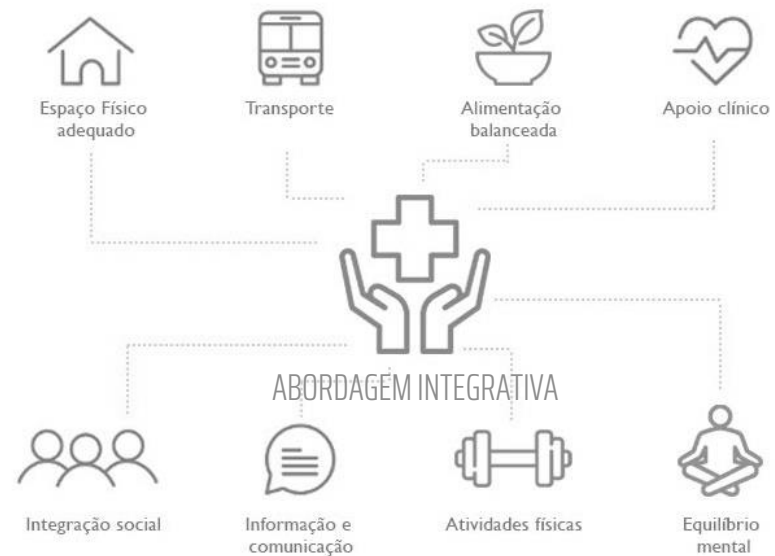 Espaço Físico
adequado
Transporte
Alimentação
balanceada
Apoio clínico
ABORDAGEM INTEGRATIVA
Integração social
Informação e
comunicação
Atividades físicas
Equilíbrio
mental